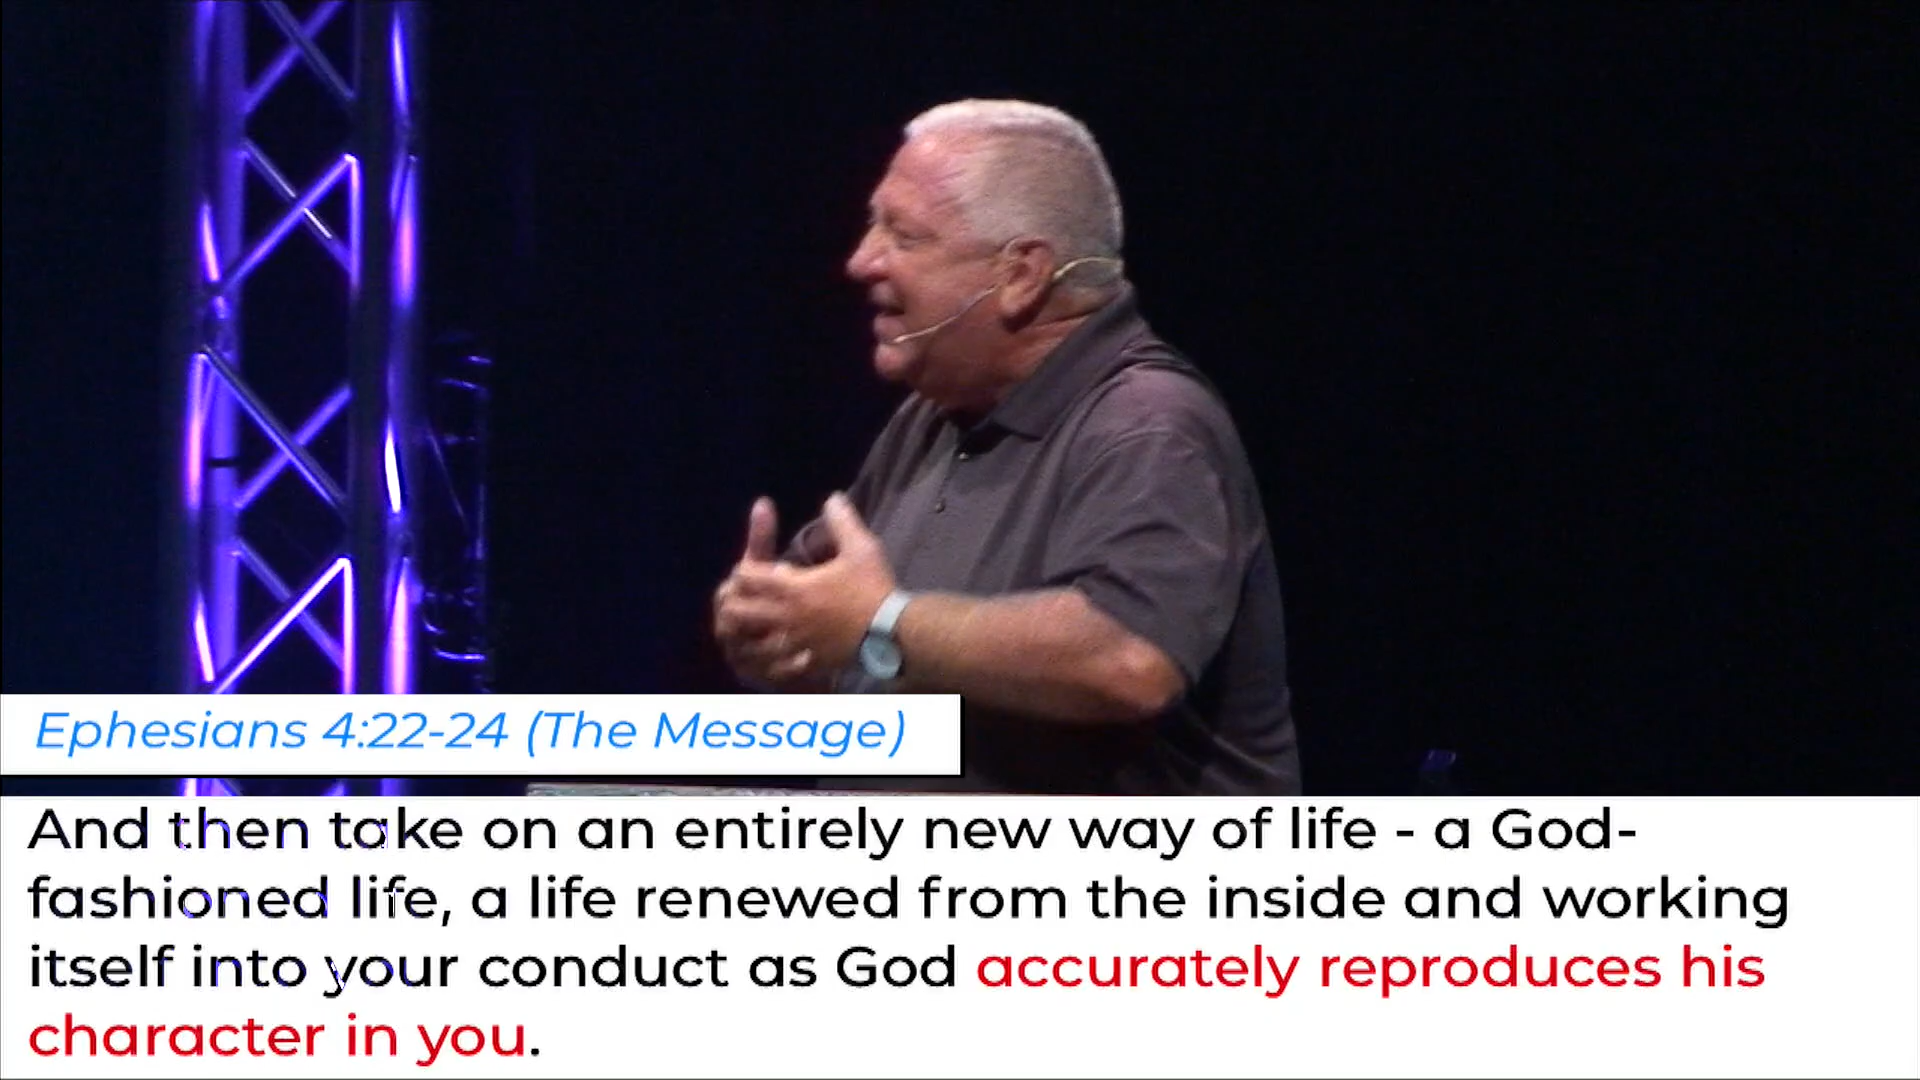 Ephesians 4:22-24 (The Message)
And then take on an entirely new way of life - a God-
fashioned life, a life renewed from the inside and working
itself into your conduct as God accurately reproduces his
character in you.